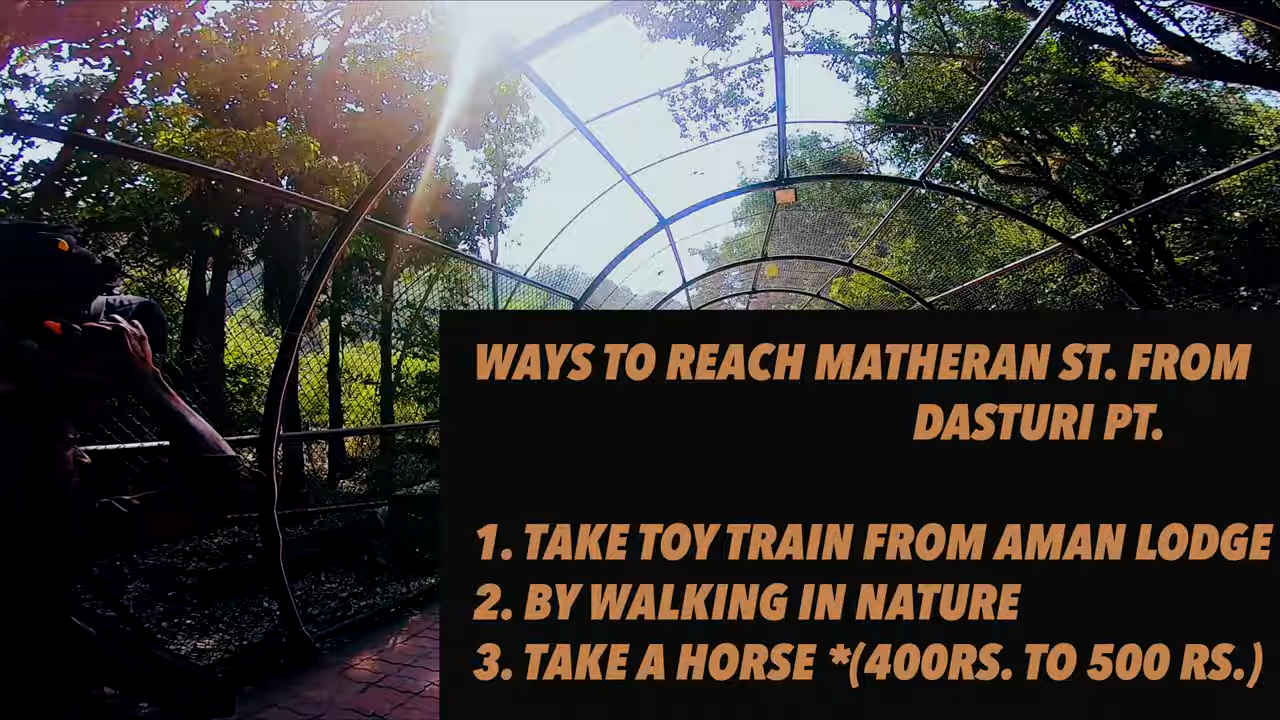 WAYS TO REACH MATHERAN ST. FROM
DASTURI PT.
1. TAKE TOY TRAIN FROM AMAN LODGE
2. BY WALKING IN NATURE
3. TAKE A HORSE *(400RS. TO 500 RS.)